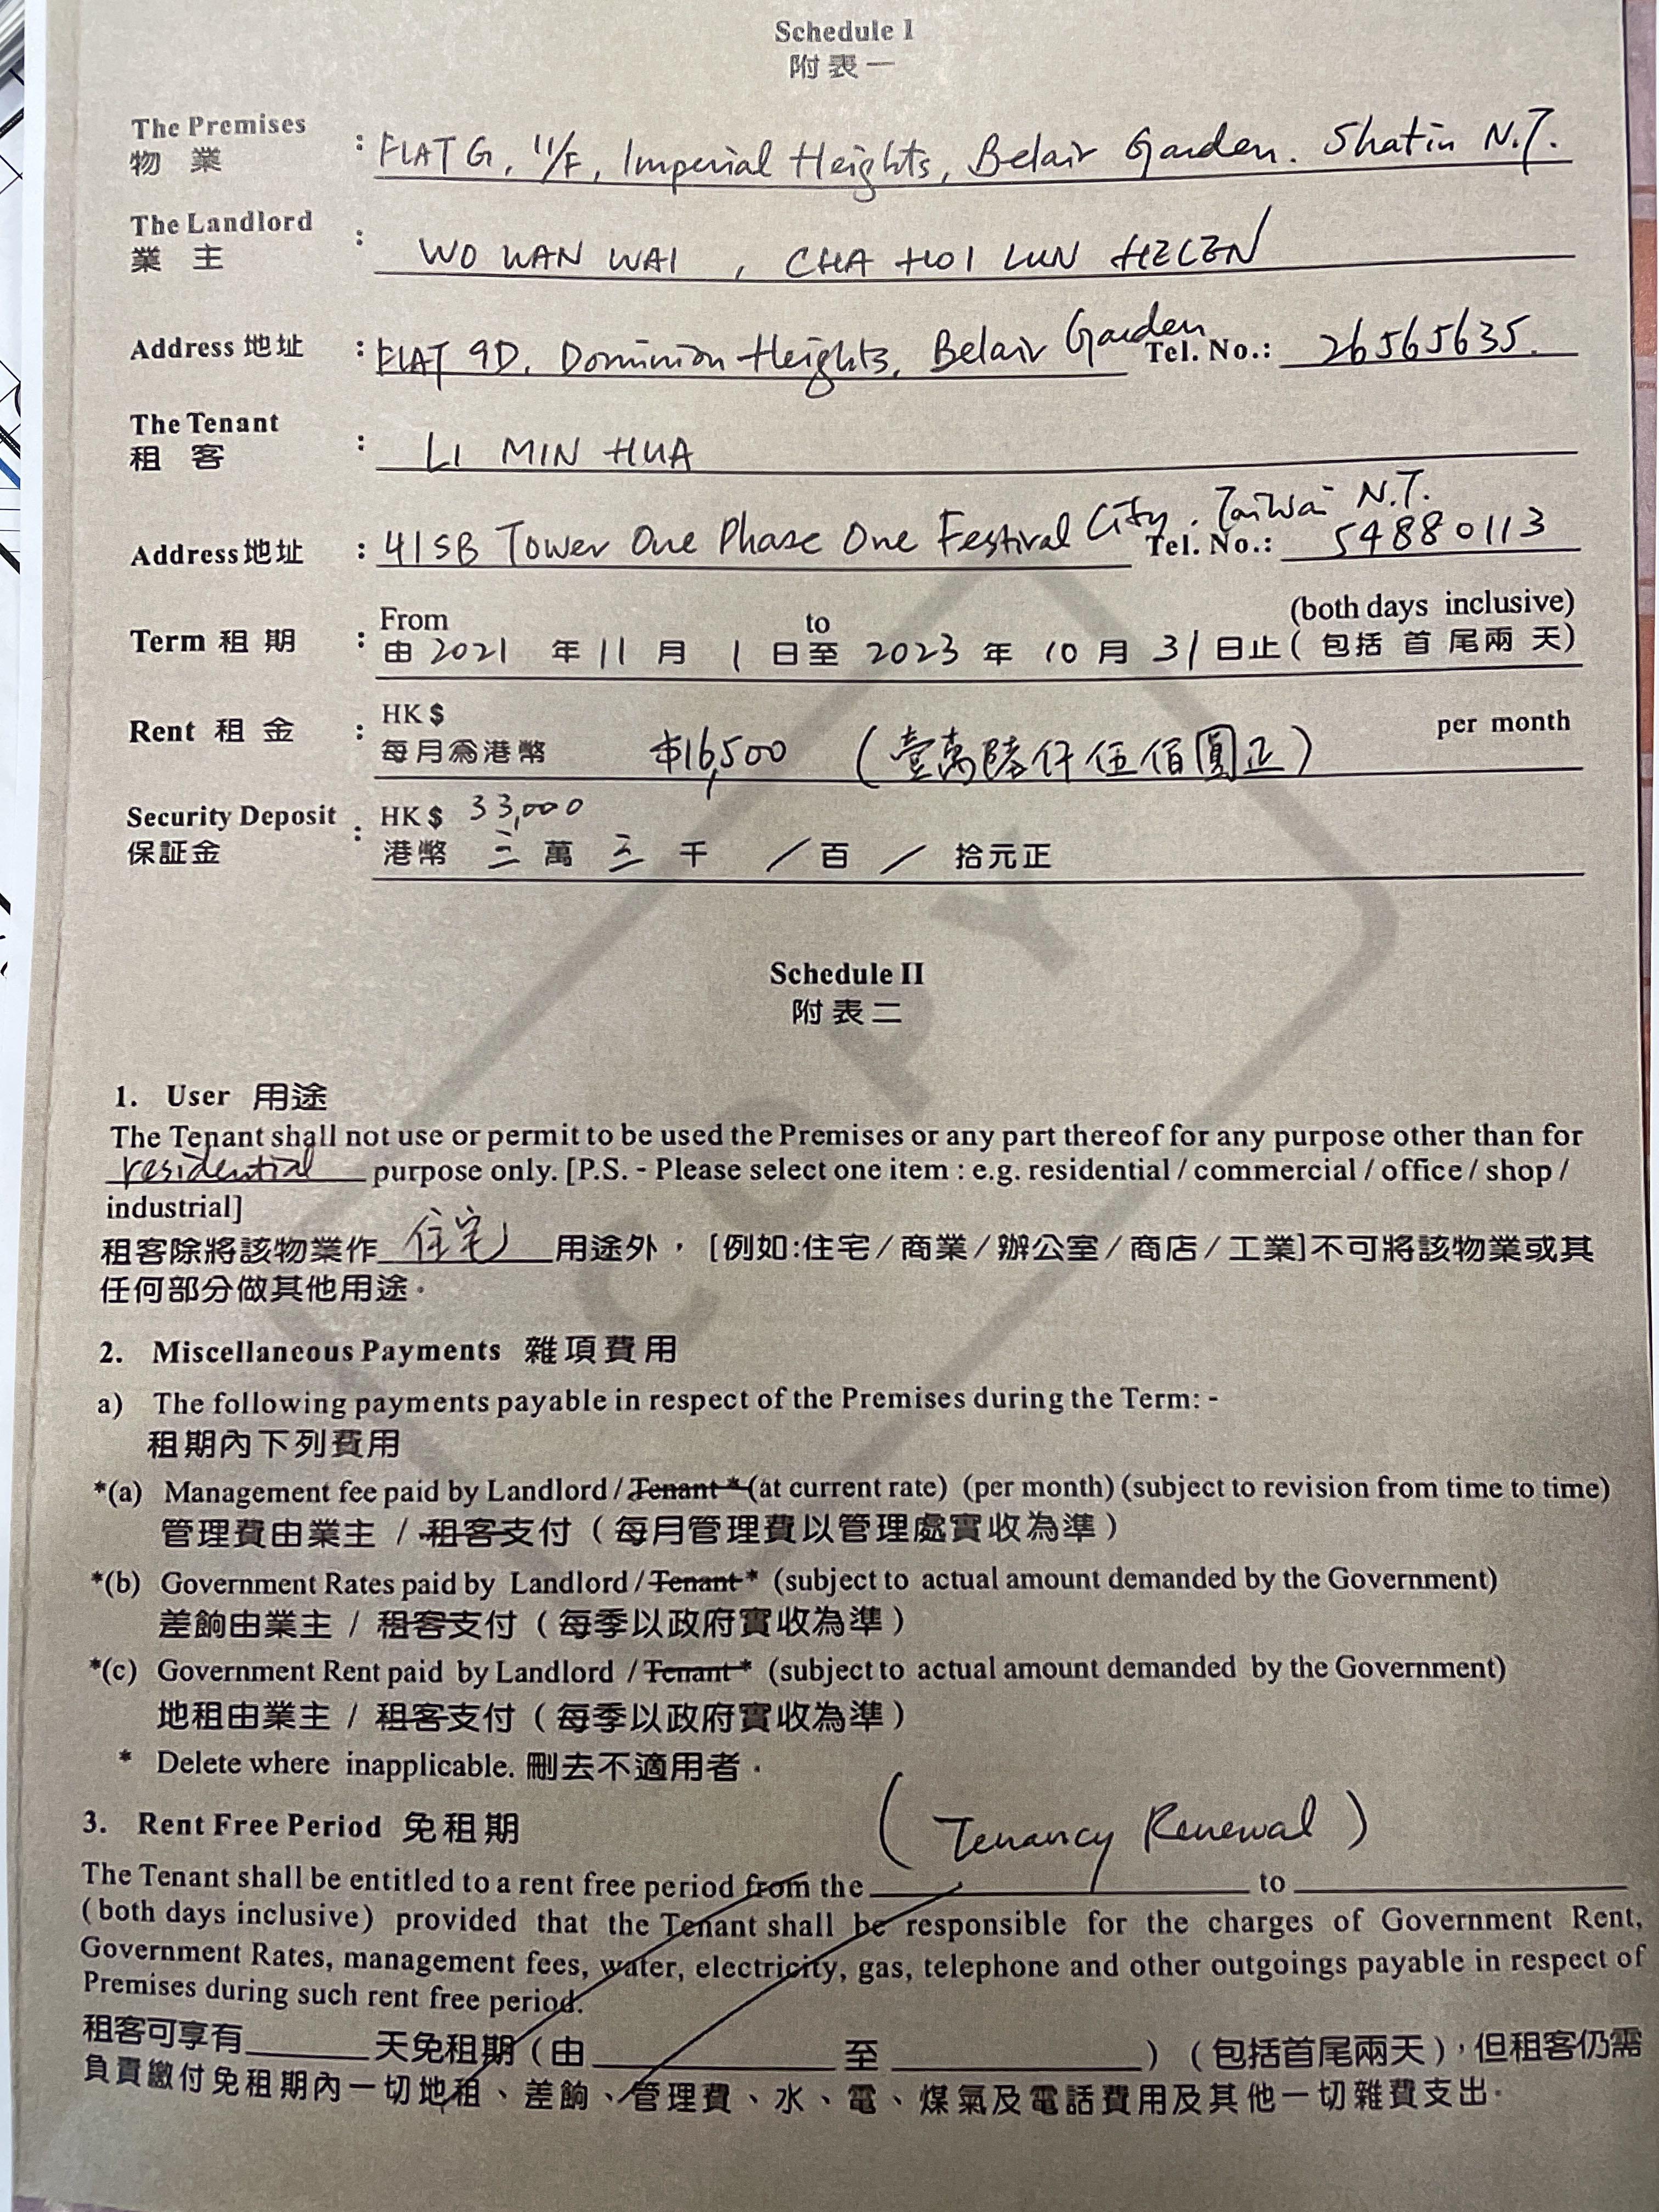 Schedule I
附表一
The Premises
物 業 : FLAT G, 11/F, Imperial Heights, Belair Garden. Shatin N.T.
The Landlord
業 主 : WO WAN WAI , CHA HOI LUN HELEN
Address 地址 : FLAT 9D, Dominion Heights, Belair Garden Tel. No.: 26565635.
The Tenant
租 客 : LI MIN HUA
Address 地址 : 41SB Tower One Phase One Festival City. Taiwai N.T. Tel. No.: 54880113
From to (both days inclusive)
Term 租 期 : 由 2021 年 11 月 1 日至 2023 年 10 月 31 日止 ( 包括 首 尾兩 天)
HK $ per month
Rent 租 金 : 每月為港幣 $16,500 (壹萬陸仟伍佰圓正)
Security Deposit : HK $ 33,000
保証金 港幣 三 萬 三 千 / 百 / 拾元正
COPY
Schedule II
附表二
1. User 用途
The Tenant shall not use or permit to be used the Premises or any part thereof for any purpose other than for
residential purpose only. [P.S. - Please select one item : e.g. residential / commercial / office / shop /
industrial]
租客除將該物業作 住宅 用途外，[例如:住宅/商業/辦公室/商店/工業]不可將該物業或其
任何部分做其他用途。
2. Miscellaneous Payments 雜項費用
a) The following payments payable in respect of the Premises during the Term: -
租期內下列費用
*(a) Management fee paid by Landlord / Tenant * (at current rate) (per month) (subject to revision from time to time)
管理費由業主 / 租客支付 ( 每月管理費以管理處實收為準 )
*(b) Government Rates paid by Landlord / Tenant * (subject to actual amount demanded by the Government)
差餉由業主 / 租客支付 ( 每季以政府實收為準 )
*(c) Government Rent paid by Landlord / Tenant * (subject to actual amount demanded by the Government)
地租由業主 / 租客支付 ( 每季以政府實收為準 )
* Delete where inapplicable. 刪去不適用者。
3. Rent Free Period 免租期 (Tenancy Renewal)
The Tenant shall be entitled to a rent free period from the ______ to ______
(both days inclusive) provided that the Tenant shall be responsible for the charges of Government Rent,
Government Rates, management fees, water, electricity, gas, telephone and other outgoings payable in respect of
Premises during such rent free period.
租客可享有______天免租期 (由 ______ 至 ______ ) (包括首尾兩天)，但租客仍需
負責繳付免租期內一切地租、差餉、管理費、水、電、煤氣及電話費用及其他一切雜費支出。